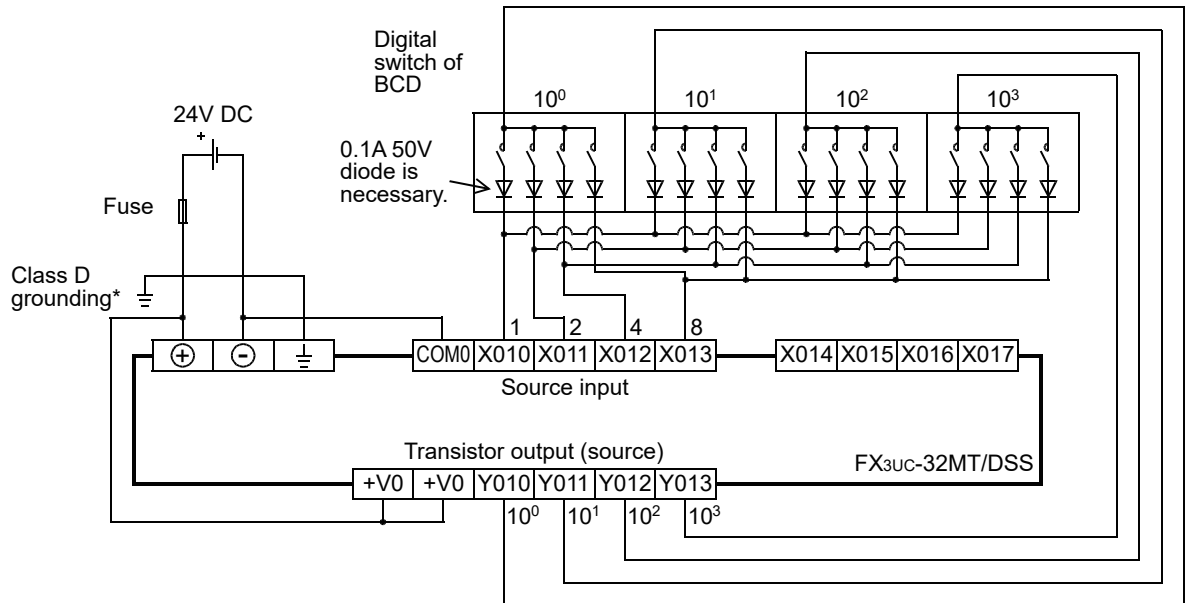 Digital
switch of
BCD
10⁰ 10¹ 10² 10³
24V DC
+
0.1A 50V
diode is
necessary.
Fuse
Class D
grounding*
1 2 4 8
+ - COM0 X010 X011 X012 X013 X014 X015 X016 X017
Source input
Transistor output (source)
FX3UC-32MT/DSS
+V0 +V0 Y010 Y011 Y012 Y013
10⁰ 10¹ 10² 10³